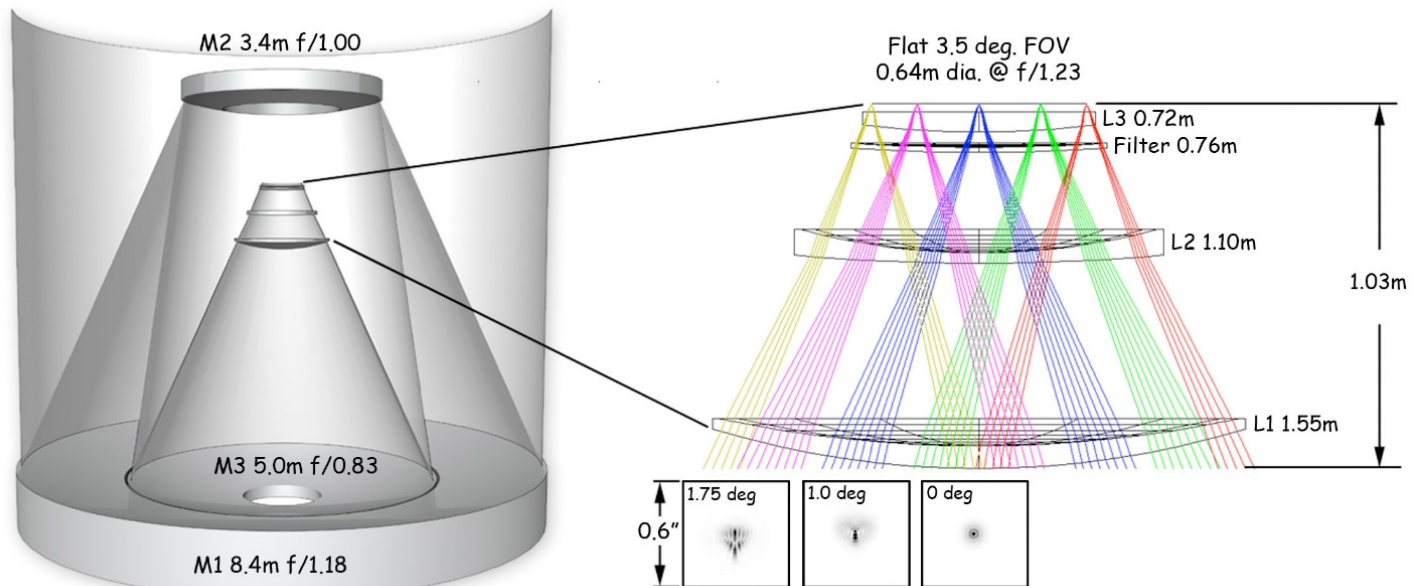 M2 3.4m f/1.00
M3 5.0m f/0.83
M1 8.4m f/1.18
Flat 3.5 deg. FOV
0.64m dia. @ f/1.23
L3 0.72m
Filter 0.76m
L2 1.10m
1.03m
L1 1.55m
0.6"
1.75 deg
1.0 deg
0 deg